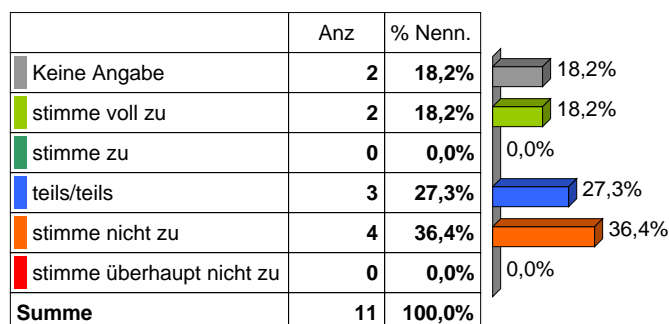 Anz % Nenn.
Keine Angabe 2 18,2% 18,2%
stimme voll zu 2 18,2% 18,2%
stimme zu 0 0,0% 0,0%
teils/teils 3 27,3% 27,3%
stimme nicht zu 4 36,4% 36,4%
stimme überhaupt nicht zu 0 0,0% 0,0%
Summe 11 100,0%